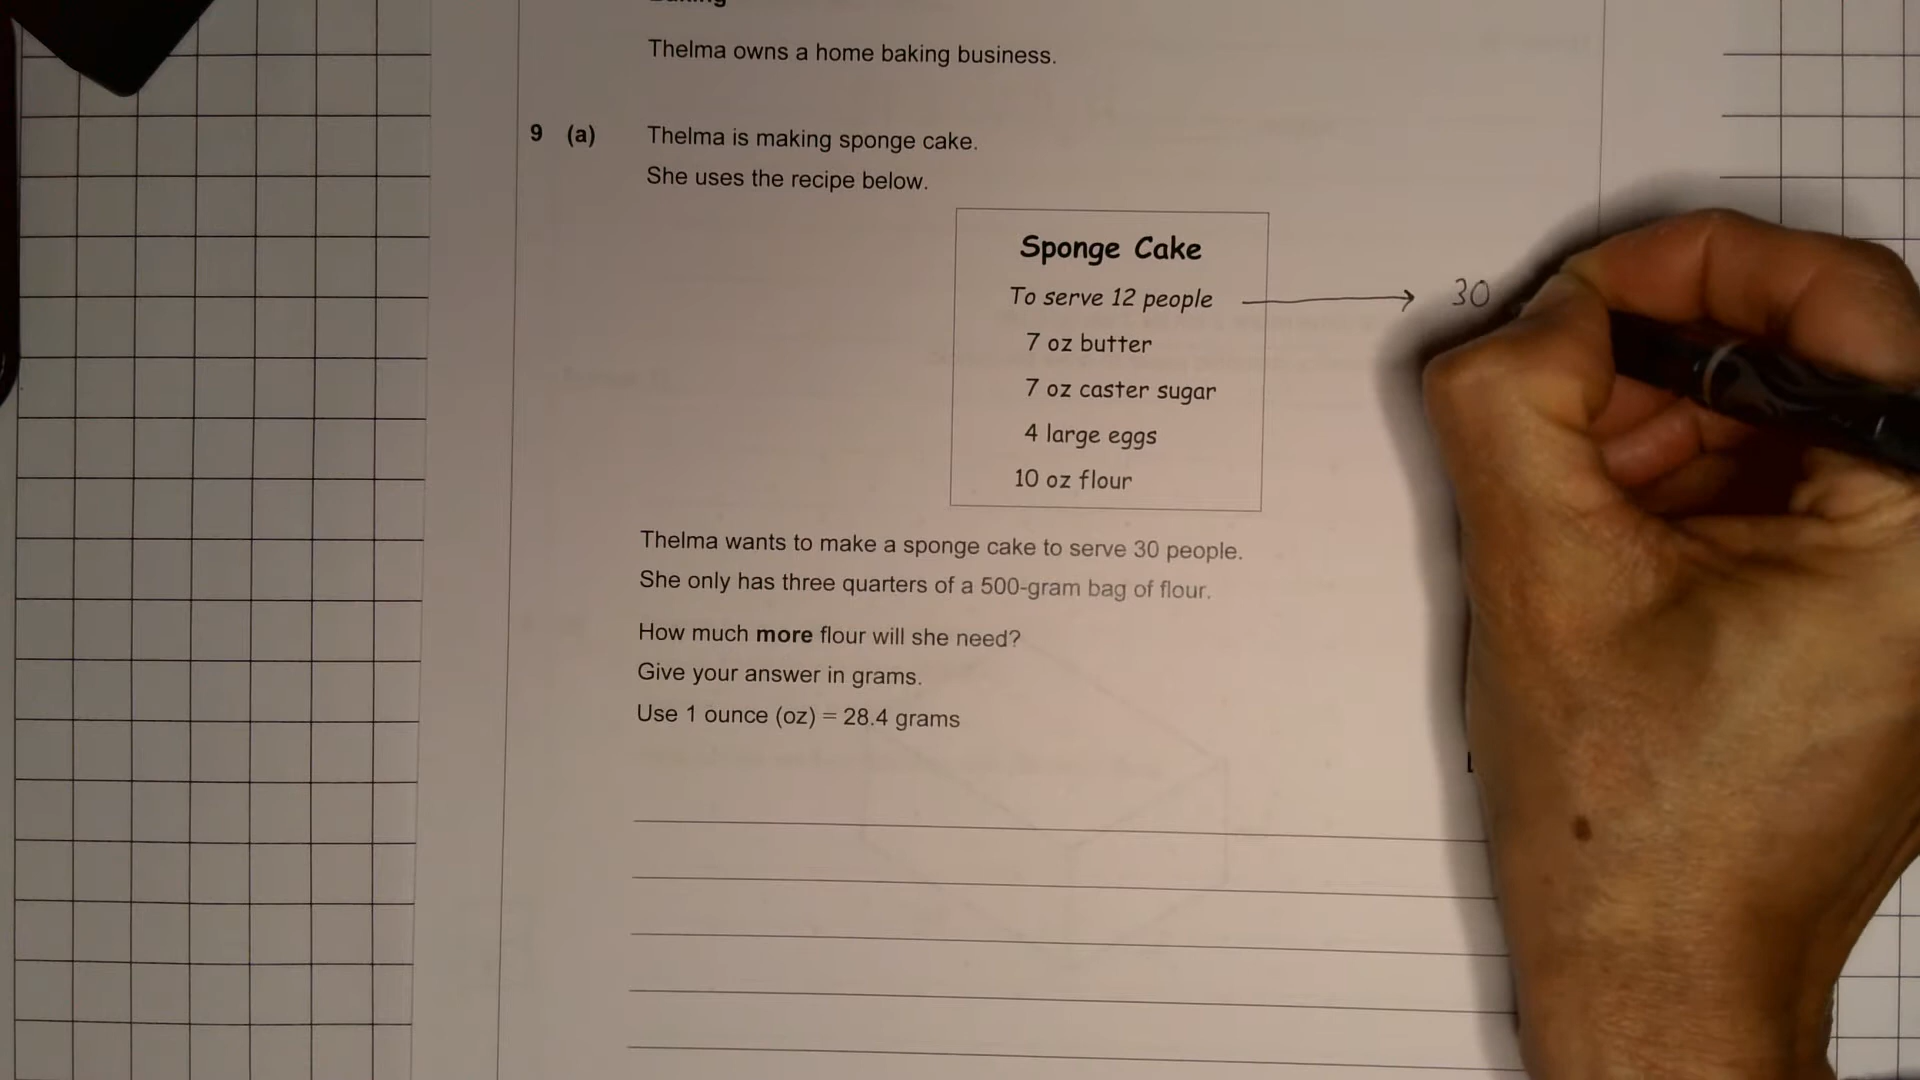 Thelma owns a home baking business.
9 (a) Thelma is making sponge cake.
She uses the recipe below.
Sponge Cake
To serve 12 people → 30
7 oz butter
7 oz caster sugar
4 large eggs
10 oz flour
Thelma wants to make a sponge cake to serve 30 people.
She only has three quarters of a 500-gram bag of flour.
How much more flour will she need?
Give your answer in grams.
Use 1 ounce (oz) = 28.4 grams